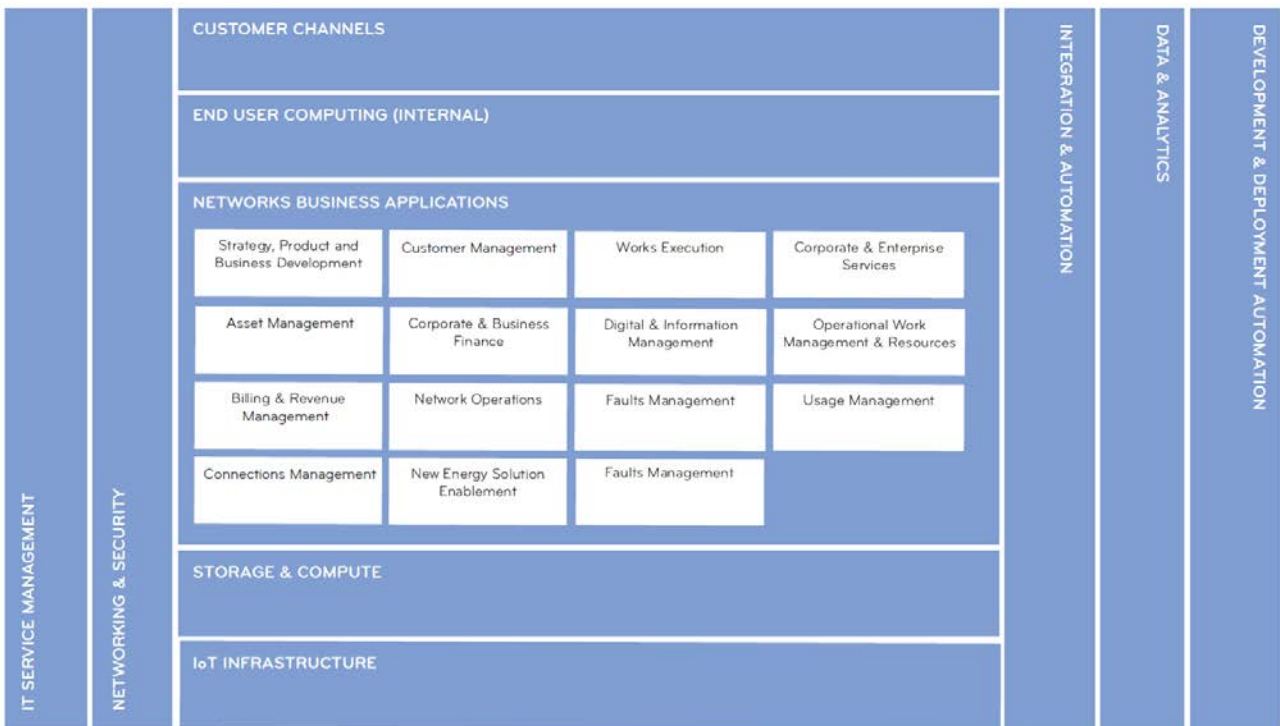 CUSTOMER CHANNELS
END USER COMPUTING (INTERNAL)
NETWORKS BUSINESS APPLICATIONS
Strategy, Product and
Business Development
Customer Management
Works Execution
Corporate & Enterprise
Services
Asset Management
Corporate & Business
Finance
Digital & Information
Management
Operational Work
Management & Resources
Billing & Revenue
Management
Network Operations
Faults Management
Usage Management
Connections Management
New Energy Solution
Enablement
Faults Management
STORAGE & COMPUTE
IoT INFRASTRUCTURE
IT SERVICE MANAGEMENT
NETWORKING & SECURITY
INTEGRATION & AUTOMATION
DATA & ANALYTICS
DEVELOPMENT & DEPLOYMENT AUTOMATION